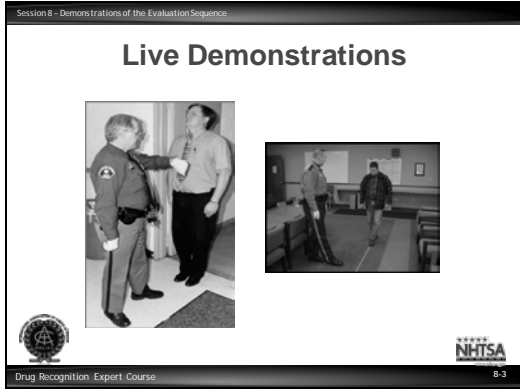 Session 8 - Demonstrations of the Evaluation Sequence
Live Demonstrations
NHTSA
Drug Recognition Expert Course
8-3